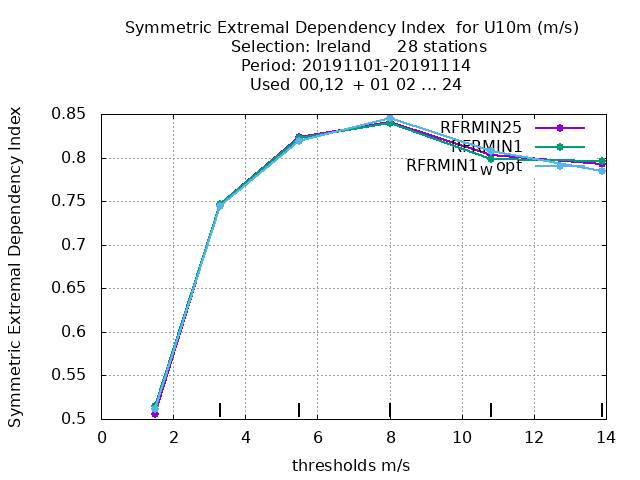 Symmetric Extremal Dependency Index  for U10m (m/s)
Selection: Ireland     28 stations
Period: 20191101-20191114
Used  00,12  + 01 02 ... 24
Symmetric Extremal Dependency Index
0.85
0.8
0.75
0.7
0.65
0.6
0.55
0.5
RFRMIN25
RFRMIN1
RFRMIN1Wopt
0 2 4 6 8 10 12 14
thresholds m/s